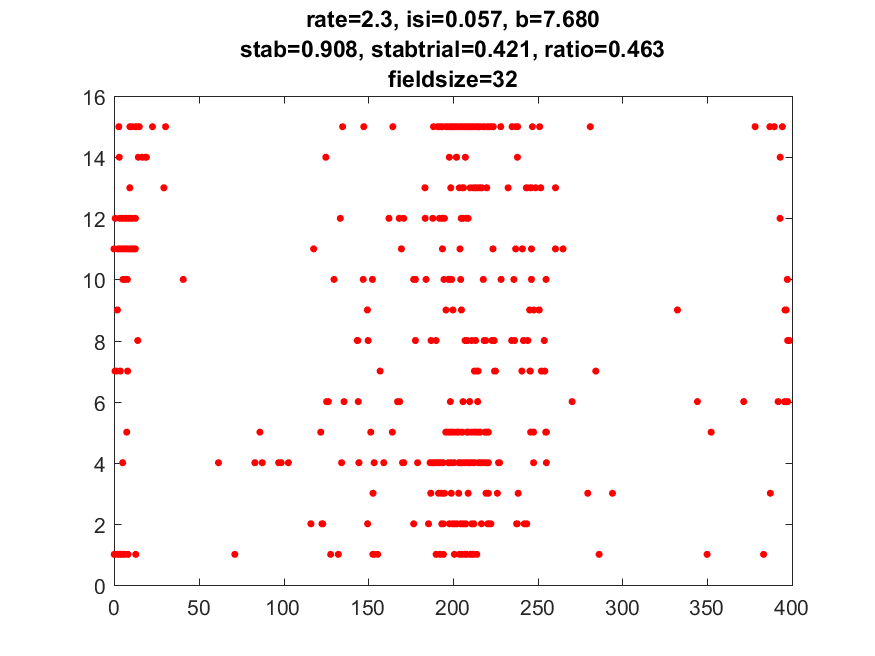 rate=2.3, isi=0.057, b=7.680
stab=0.908, stabtrial=0.421, ratio=0.463
fieldsize=32
16
14
12
10
8
6
4
2
0
0 50 100 150 200 250 300 350 400